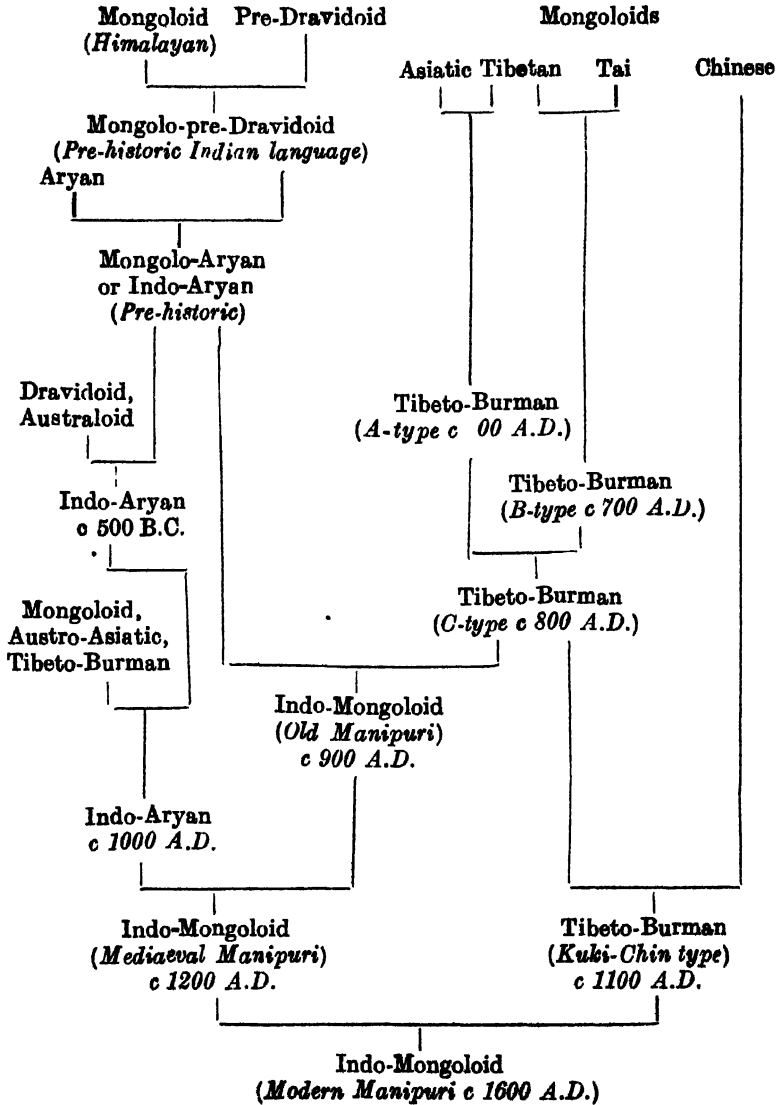 Mongoloid Pre-Dravidoid Mongoloids
(Himalayan)
Asiatic Tibetan Tai Chinese
Mongolo-pre-Dravidoid
(Pre-historic Indian language)
Aryan
Mongolo-Aryan
or Indo-Aryan
(Pre-historic)
Dravidoid,
Australoid
Tibeto-Burman
(A-type c 00 A.D.)
Indo-Aryan
c 500 B.C.
Tibeto-Burman
(B-type c 700 A.D.)
Mongoloid,
Austro-Asiatic,
Tibeto-Burman
Tibeto-Burman
(C-type c 800 A.D.)
Indo-Mongoloid
(Old Manipuri)
c 900 A.D.
Indo-Aryan
c 1000 A.D.
Indo-Mongoloid
(Mediaeval Manipuri)
c 1200 A.D.
Tibeto-Burman
(Kuki-Chin type)
c 1100 A.D.
Indo-Mongoloid
(Modern Manipuri c 1600 A.D.)